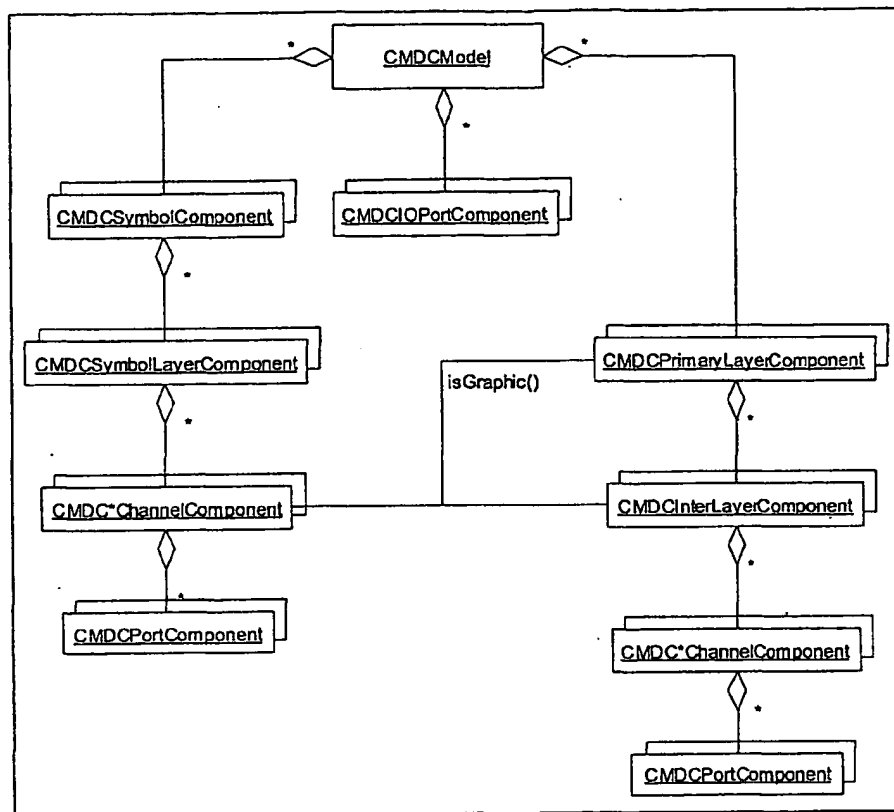 *
CMDCModel
*
*
CMDCSymbolComponent
CMDCIOPortComponent
*
CMDCSymbolLayerComponent
CMDCPrimaryLayerComponent
isGraphic()
*
*
CMDC*ChannelComponent
CMDCInterLayerComponent
*
*
CMDCPortComponent
CMDC*ChannelComponent
*
CMDCPortComponent